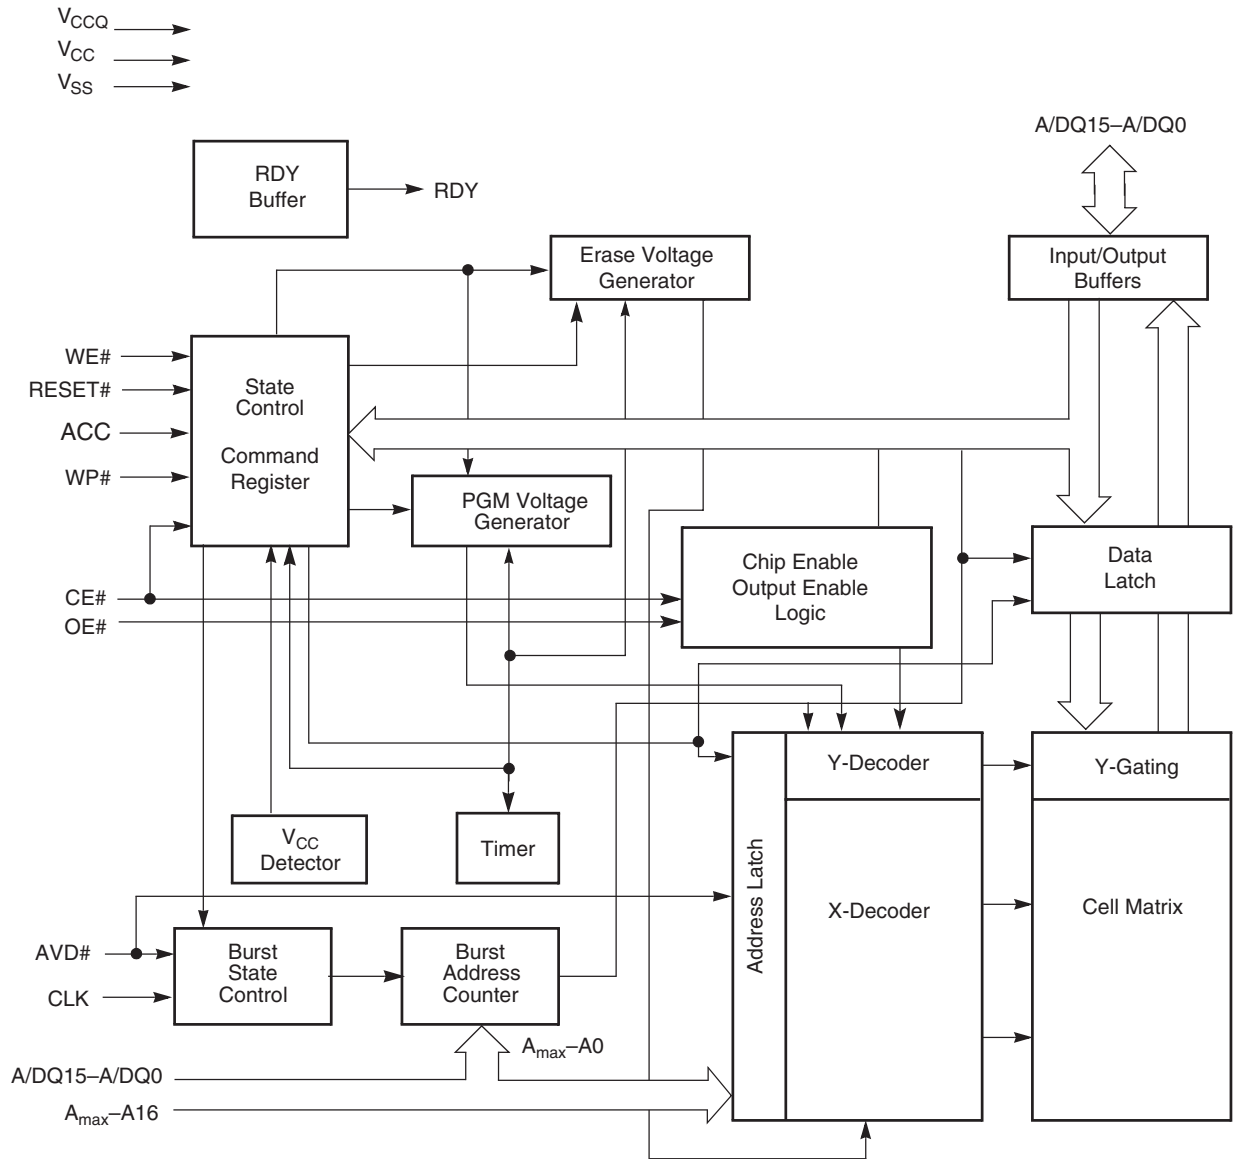 VCCQ
VCC
VSS
A/DQ15–A/DQ0
RDY
Buffer
RDY
Erase Voltage
Generator
Input/Output
Buffers
WE#
RESET#
ACC
WP#
State
Control
Command
Register
PGM Voltage
Generator
Chip Enable
Output Enable
Logic
Data
Latch
CE#
OE#
Y-Decoder
Y-Gating
VCC
Detector
Timer
Address Latch
X-Decoder
Cell Matrix
AVD#
CLK
Burst
State
Control
Burst
Address
Counter
Amax–A0
A/DQ15–A/DQ0
Amax–A16